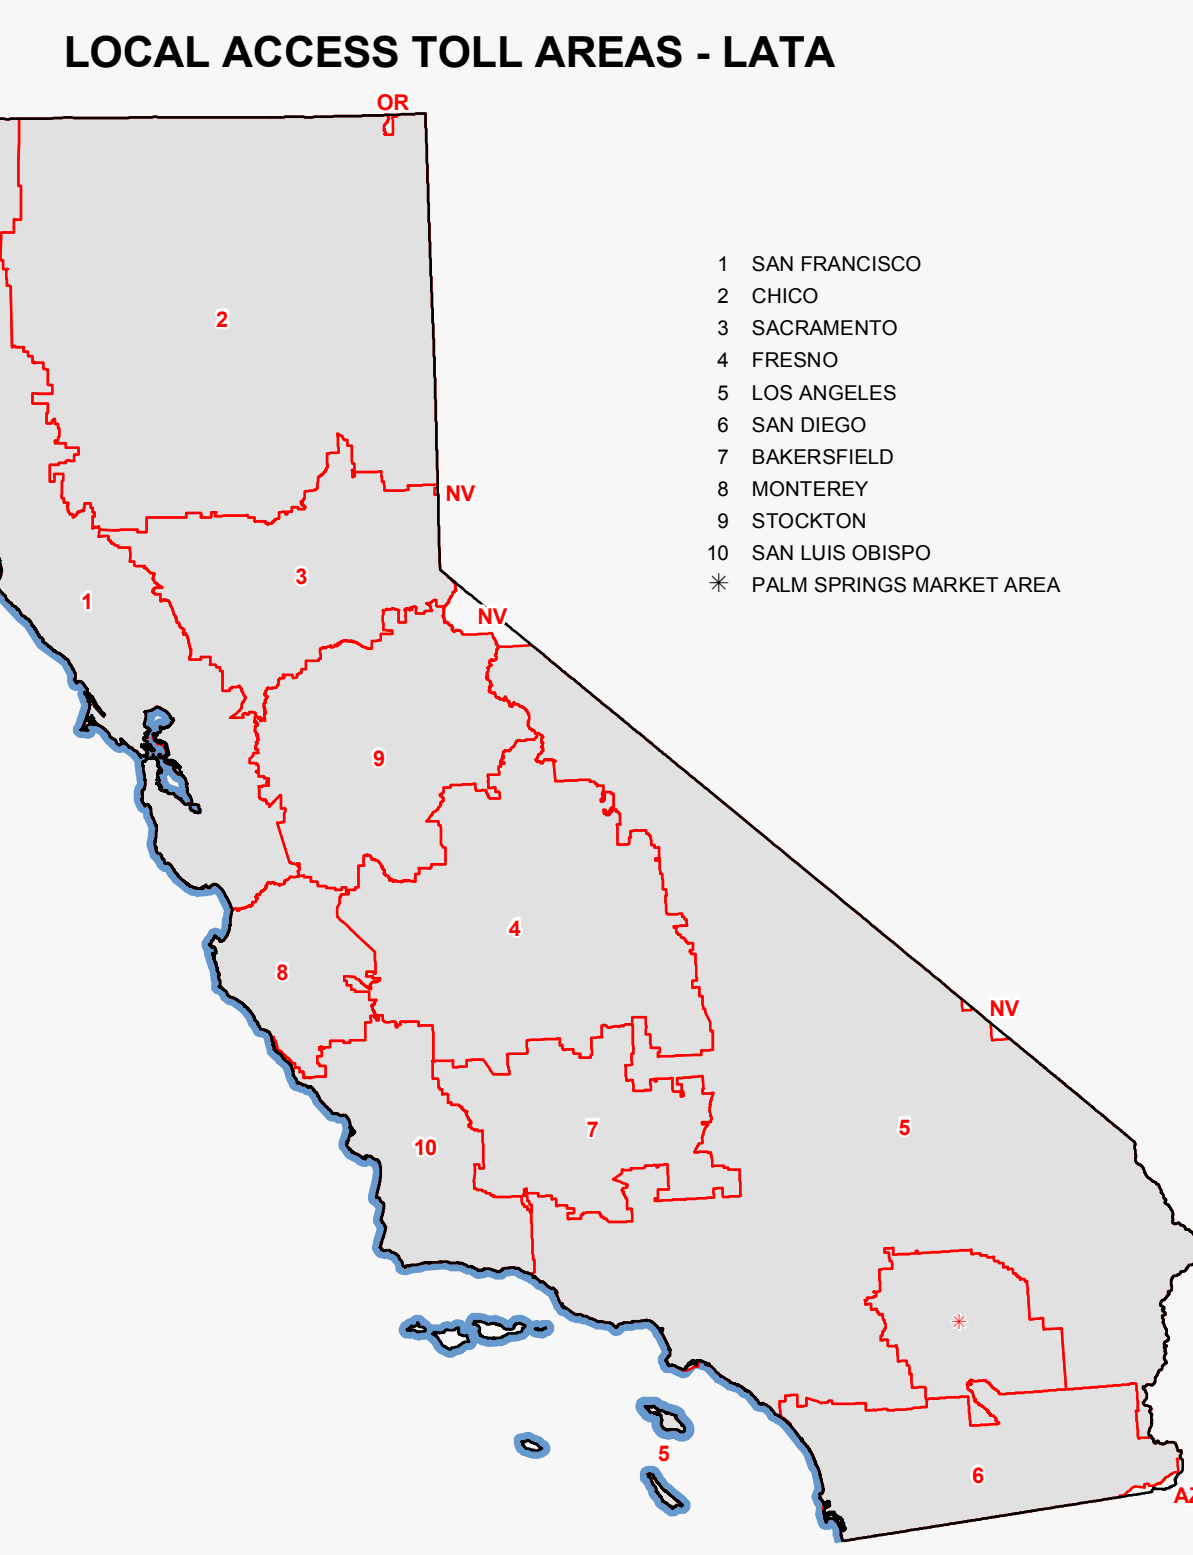 LOCAL ACCESS TOLL AREAS - LATA
OR
2
1 SAN FRANCISCO
2 CHICO
3 SACRAMENTO
4 FRESNO
5 LOS ANGELES
6 SAN DIEGO
7 BAKERSFIELD
8 MONTEREY
9 STOCKTON
10 SAN LUIS OBISPO
✳ PALM SPRINGS MARKET AREA
NV
3
1
NV
9
4
8
NV
5
7
10
✳
5
6
AZ